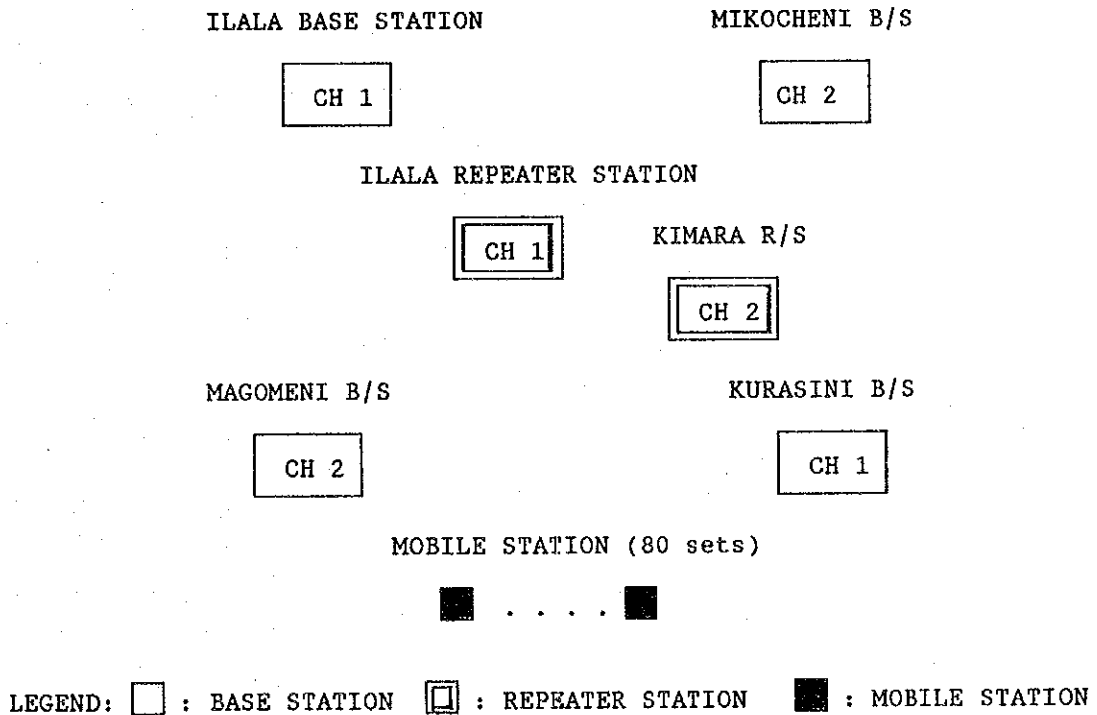 ILALA BASE STATION MIKOCHENI B/S
CH 1 CH 2
ILALA REPEATER STATION
KIMARA R/S
CH 1
CH 2
MAGOMENI B/S KURASINI B/S
CH 2 CH 1
MOBILE STATION (80 sets)
. . . .
LEGEND: : BASE STATION : REPEATER STATION : MOBILE STATION